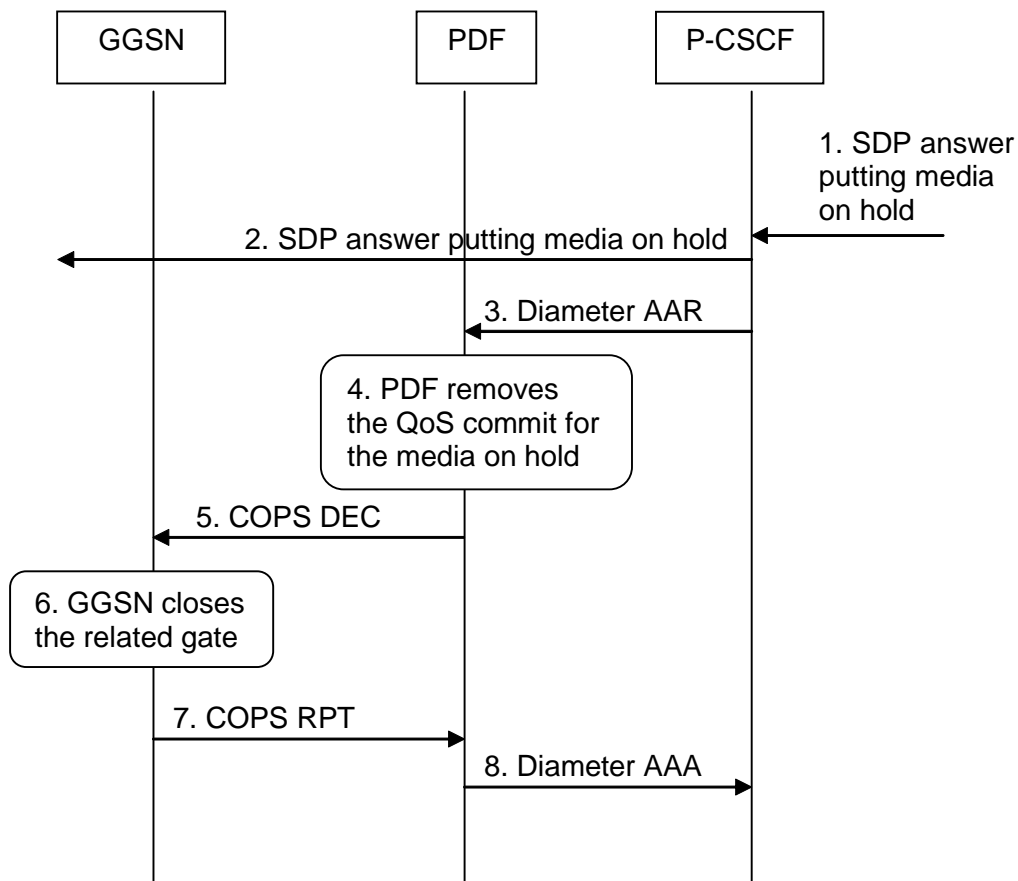 GGSN
PDF
P-CSCF
1. SDP answer
putting media
on hold
2. SDP answer putting media on hold
3. Diameter AAR
4. PDF removes
the QoS commit for
the media on hold
5. COPS DEC
6. GGSN closes
the related gate
7. COPS RPT
8. Diameter AAA